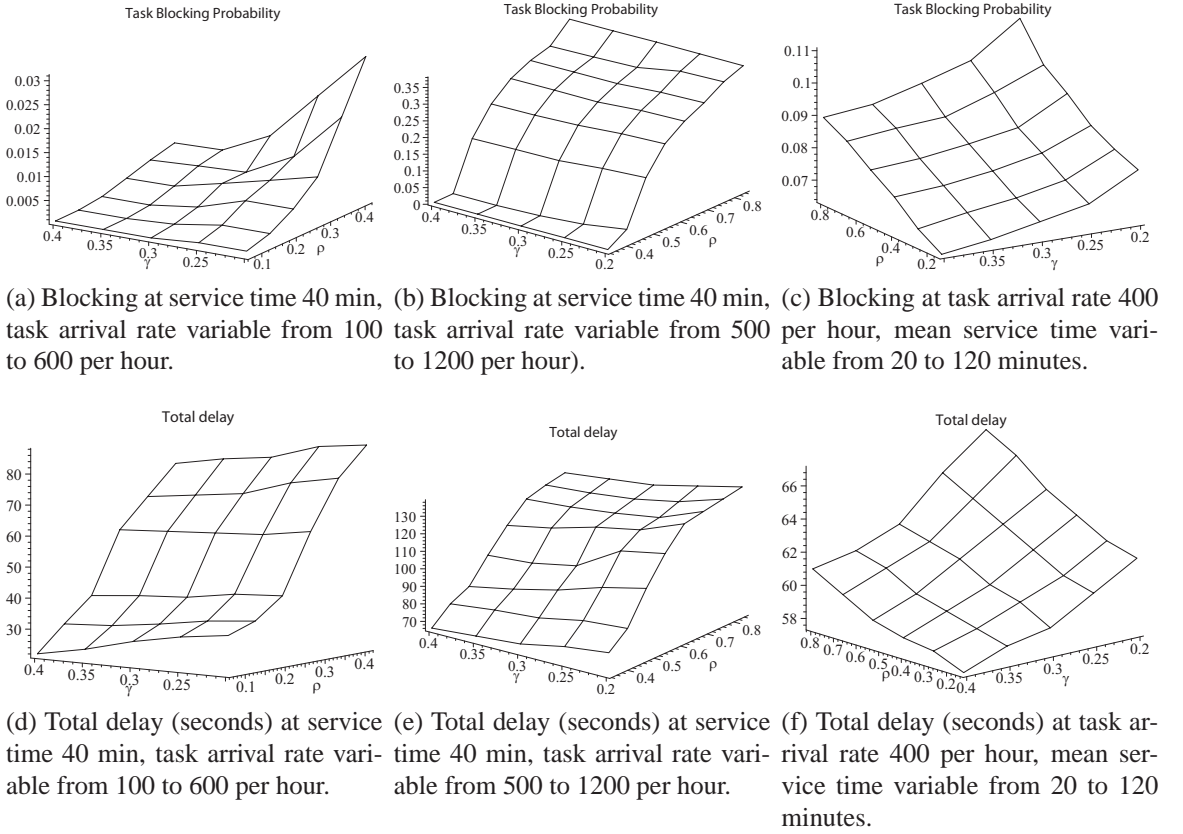 Task Blocking Probability
0.03
0.025
0.02
0.015
0.01
0.005
0.4
0.35
0.3
γ
0.25
0.1
0.2
ρ
0.3
0.4
(a) Blocking at service time 40 min,
task arrival rate variable from 100
to 600 per hour.
Task Blocking Probability
0.35
0.3
0.25
0.2
0.15
0.1
0.05
0
0.4
0.35
0.3
γ
0.25
0.2
0.4
0.5
0.6
ρ
0.7
0.8
(b) Blocking at service time 40 min,
task arrival rate variable from 500
to 1200 per hour).
Task Blocking Probability
0.11
0.1
0.09
0.08
0.07
0.8
0.6
ρ
0.4
0.2
0.35
0.3
γ
0.25
0.2
(c) Blocking at task arrival rate 400
per hour, mean service time vari-
able from 20 to 120 minutes.
Total delay
80
70
60
50
40
30
0.4
0.35
γ
0.3
0.25
0.1
0.2
ρ
0.3
0.4
(d) Total delay (seconds) at service
time 40 min, task arrival rate vari-
able from 100 to 600 per hour.
Total delay
130
120
110
100
90
80
70
0.4
0.35
0.3
γ
0.25
0.2
0.4
0.5
0.6
ρ
0.7
0.8
(e) Total delay (seconds) at service
time 40 min, task arrival rate vari-
able from 500 to 1200 per hour.
Total delay
66
64
62
60
58
0.8
0.7
0.6
ρ
0.5
0.4
0.3
0.2
0.4
0.35
0.3
γ
0.25
0.2
(f) Total delay (seconds) at task ar-
rival rate 400 per hour, mean ser-
vice time variable from 20 to 120
minutes.